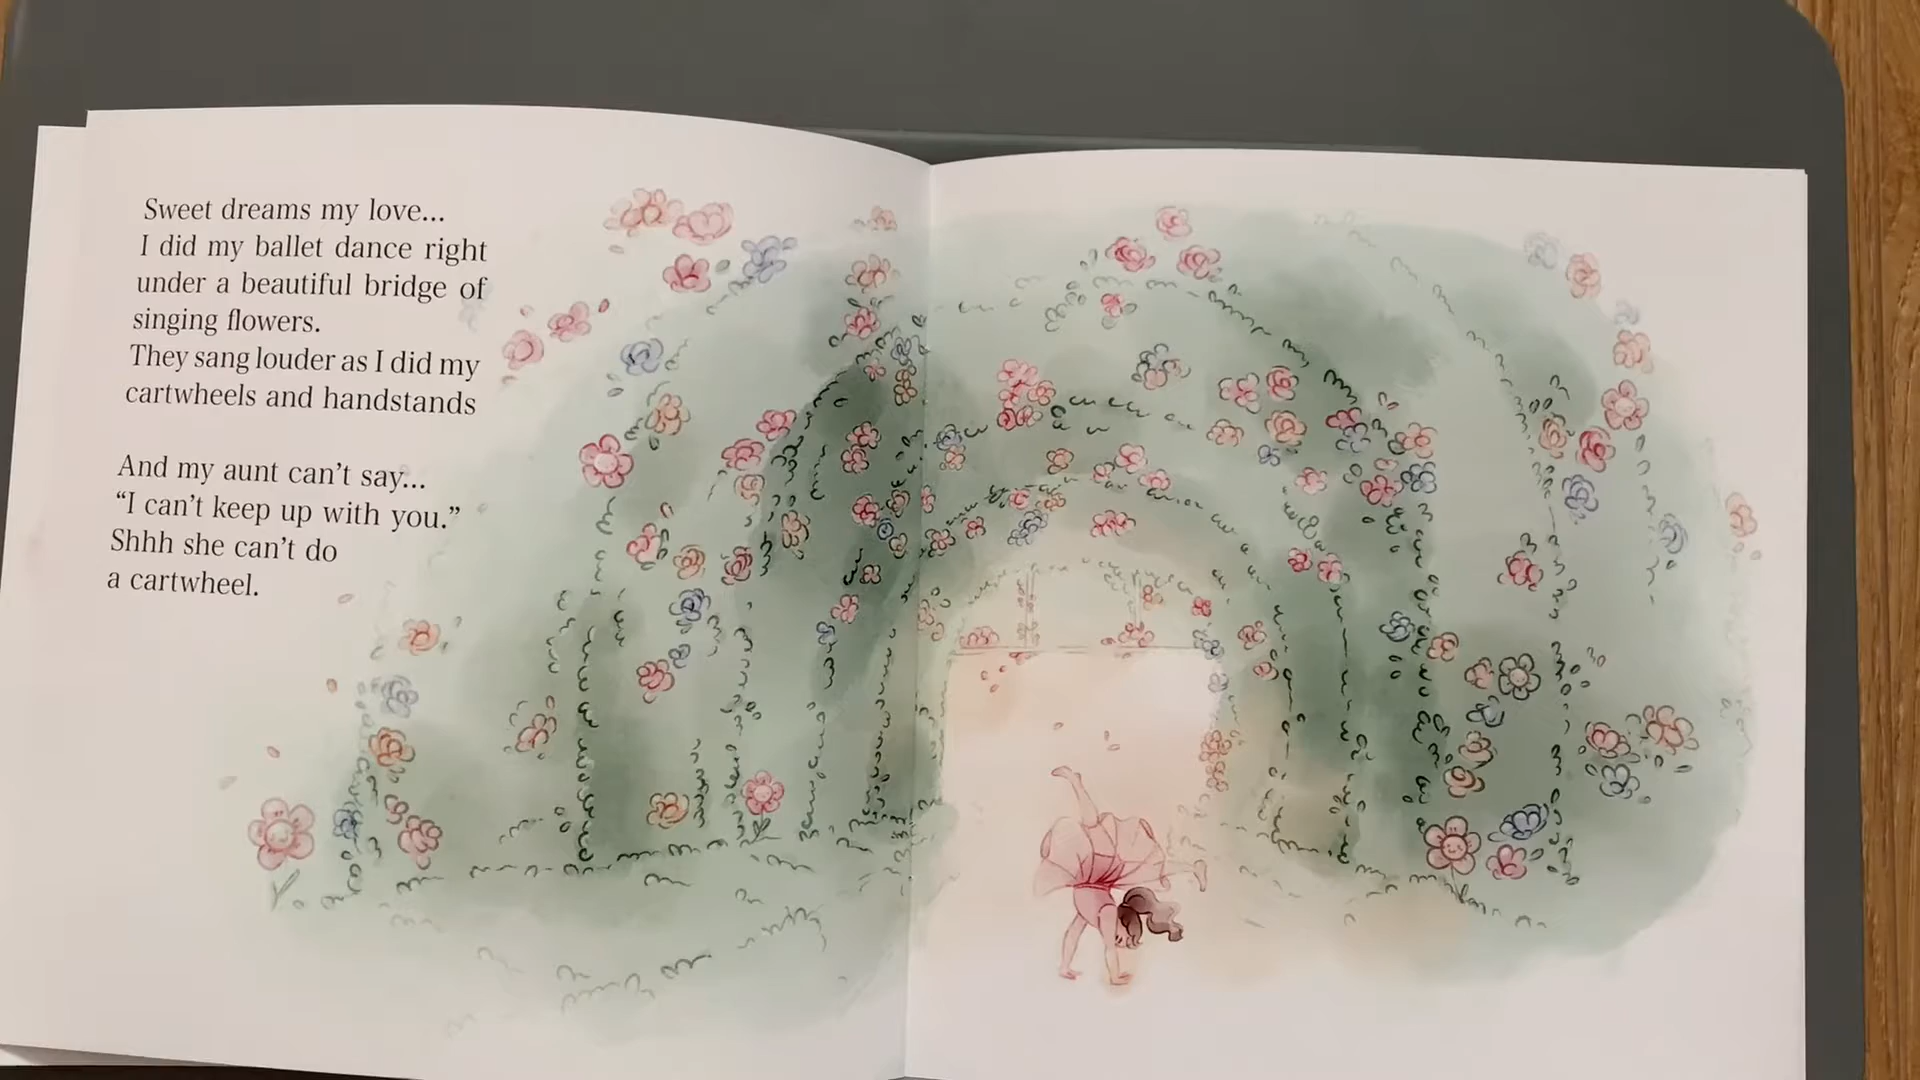 Sweet dreams my love...
I did my ballet dance right
under a beautiful bridge of
singing flowers.
They sang louder as I did my
cartwheels and handstands
And my aunt can't say...
“I can't keep up with you.”
Shhh she can't do
a cartwheel.